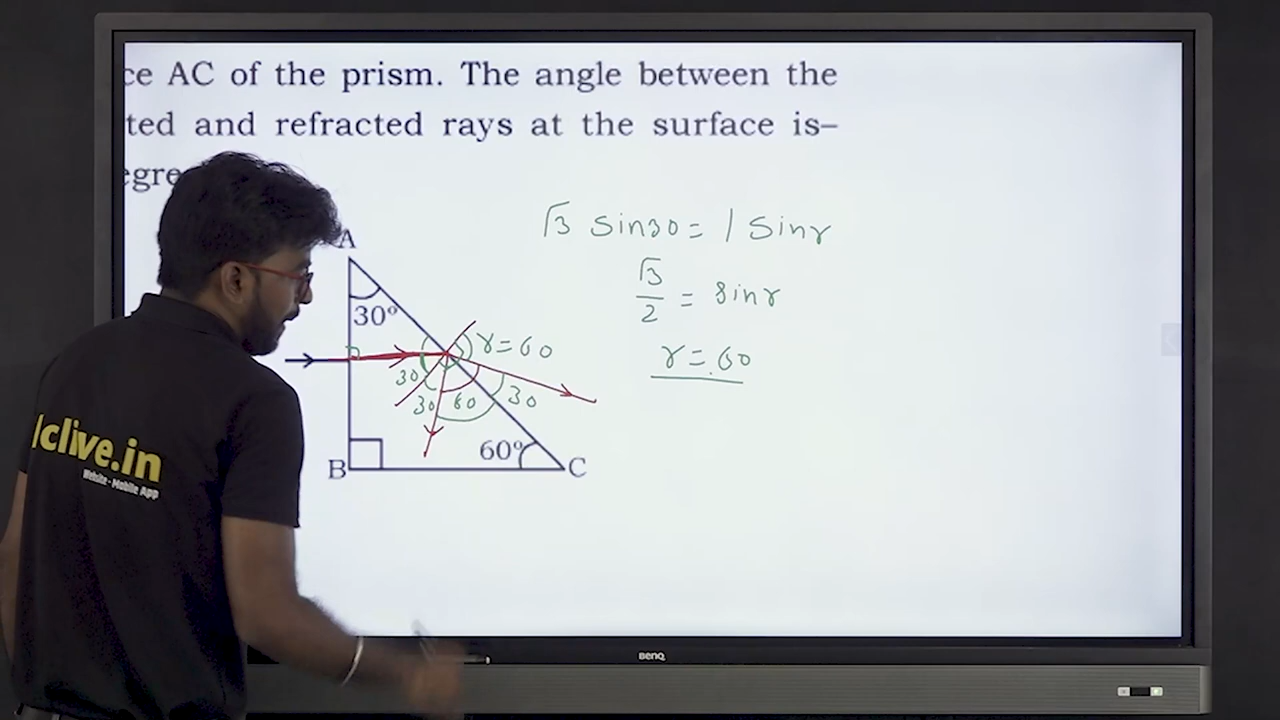 ce AC of the prism. The angle between the
ted and refracted rays at the surface is–
egre
√3 sin30 = 1 sinr
√3/2 = sinr
r = 60
A
30°
r=60
30
30
60
30
60°
B
C
clive.in
Website - Mobile App
BenQ